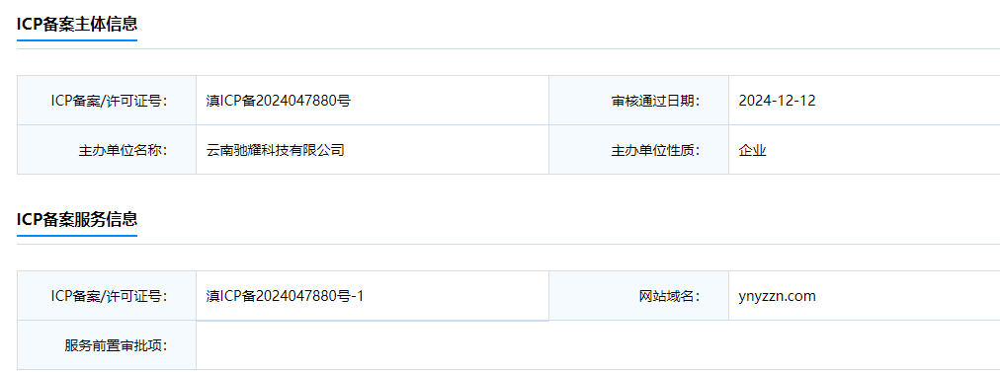 ICP备案主体信息
ICP备案/许可证号： 滇ICP备2024047880号 审核通过日期： 2024-12-12
主办单位名称： 云南驰耀科技有限公司 主办单位性质： 企业
ICP备案服务信息
ICP备案/许可证号： 滇ICP备2024047880号-1 网站域名： ynyzzn.com
服务前置审批项：